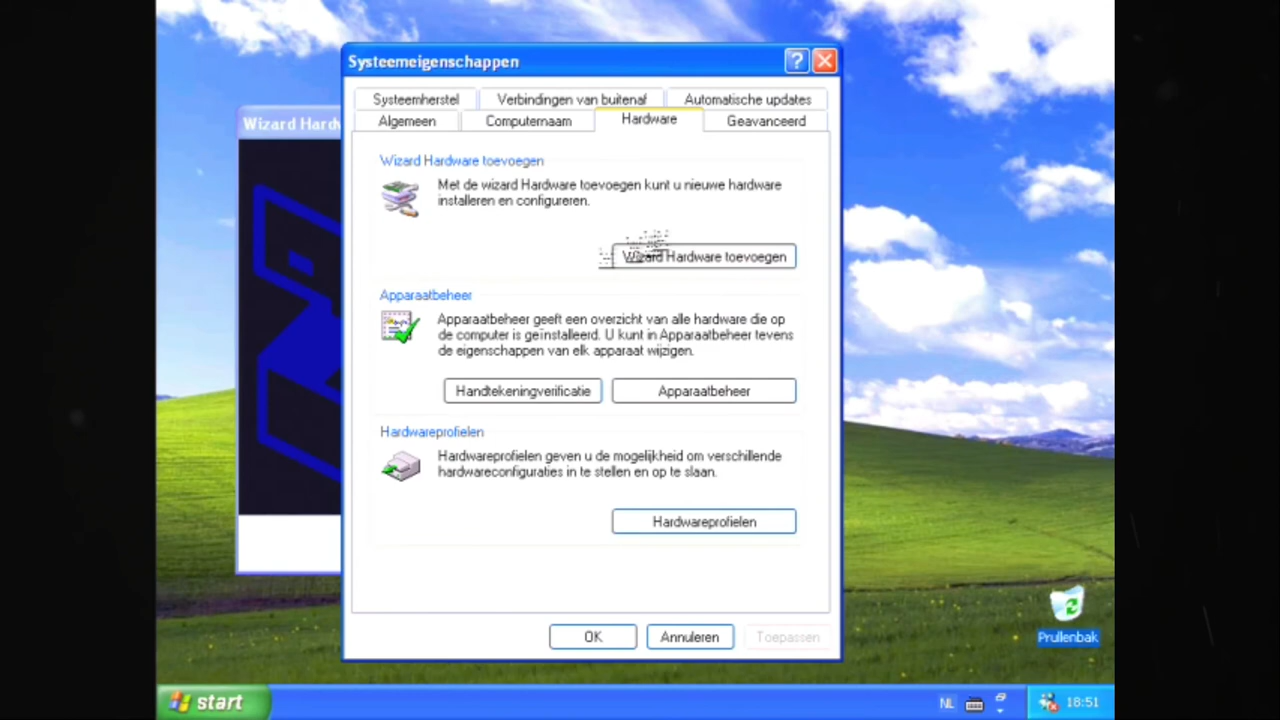 Systeemeigenschappen
Wizard Hardw
Systeemherstel
Verbindingen van buitenaf
Automatische updates
Algemeen
Computernaam
Hardware
Geavanceerd
Wizard Hardware toevoegen
Met de wizard Hardware toevoegen kunt u nieuwe hardware
installeren en configureren.
Wizard Hardware toevoegen
Apparaatbeheer
Apparaatbeheer geeft een overzicht van alle hardware die op
de computer is geïnstalleerd. U kunt in Apparaatbeheer tevens
de eigenschappen van elk apparaat wijzigen.
Handtekeningverificatie
Apparaatbeheer
Hardwareprofielen
Hardwareprofielen geven u de mogelijkheid om verschillende
hardwareconfiguraties in te stellen en op te slaan.
Hardwareprofielen
OK
Annuleren
Toepassen
Prullenbak
start
NL
18:51